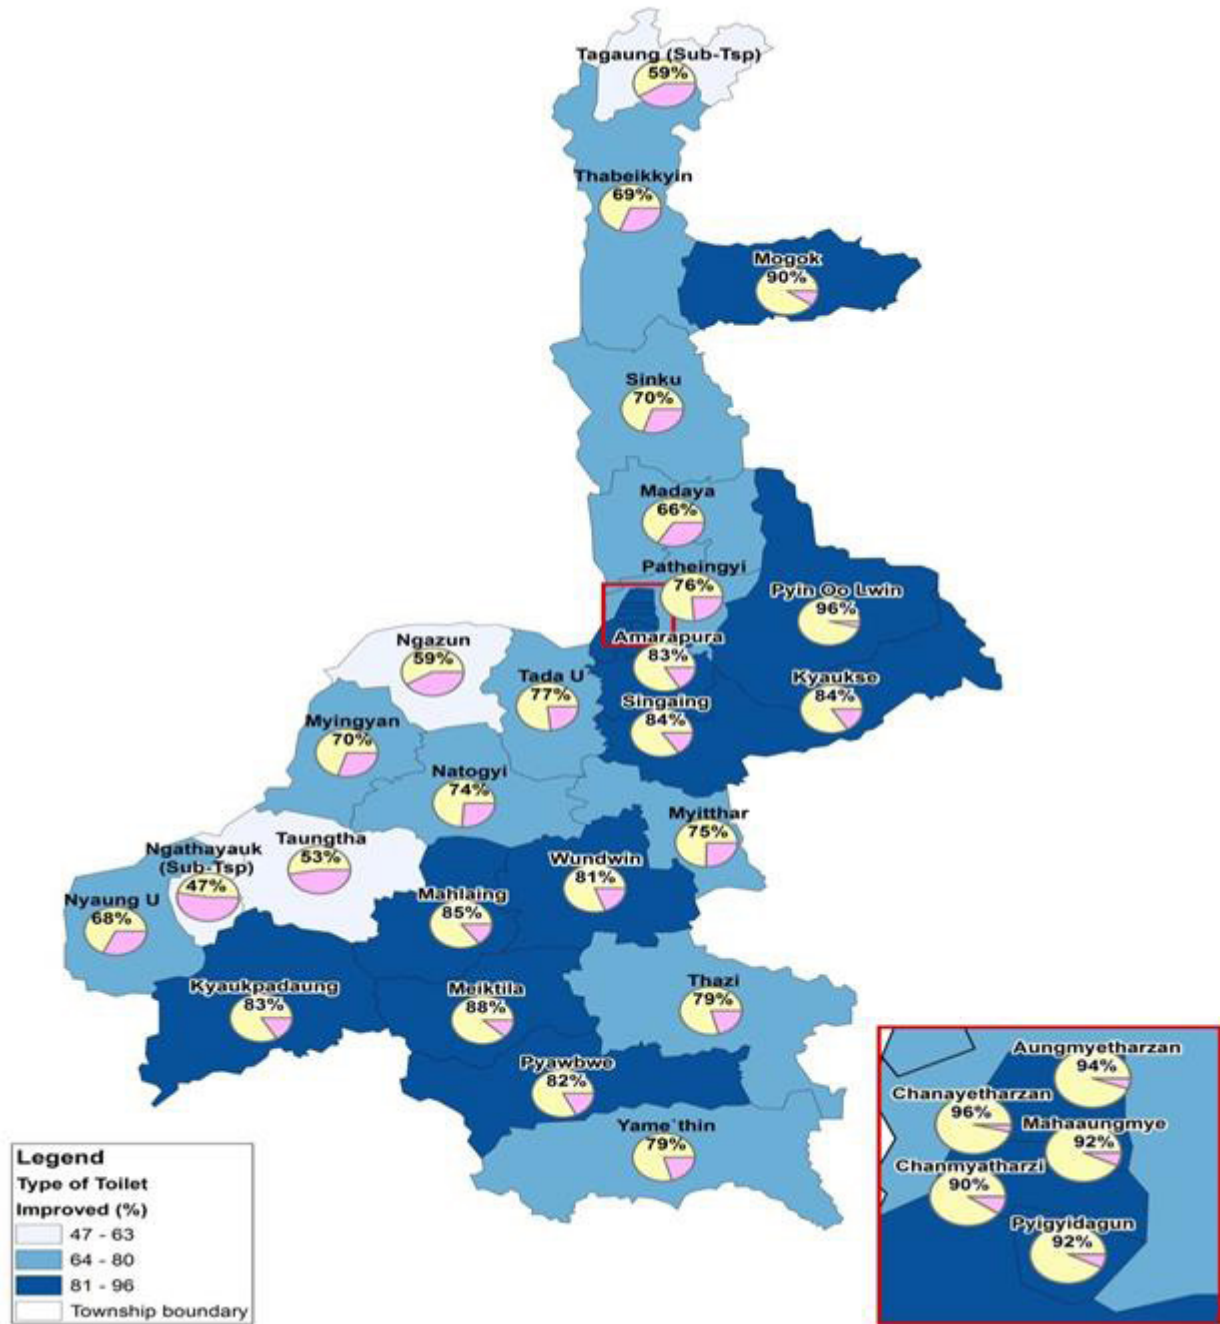 Tagaung (Sub-Tsp)
59%
Thabeikkyin
69%
Mogok
90%
Sinku
70%
Madaya
66%
Patheingyi
76%
Pyin Oo Lwin
96%
Amarapura
83%
Ngazun
59%
Tada U
77%
Kyaukse
84%
Singaing
84%
Myingyan
70%
Natogyi
74%
Myitthar
75%
Taungtha
53%
Ngathayauk
(Sub-Tsp)
47%
Wundwin
81%
Nyaung U
68%
Mahlaing
85%
Kyaukpadaung
83%
Meiktila
88%
Thazi
79%
Pyawbwe
82%
Yame`thin
79%
Aungmyetharzan
94%
Chanayetharzan
96%
Mahaaungmye
92%
Chanmyatharzi
90%
Pyigyidagun
92%
Legend
Type of Toilet
Improved (%)
47 - 63
64 - 80
81 - 96
Township boundary